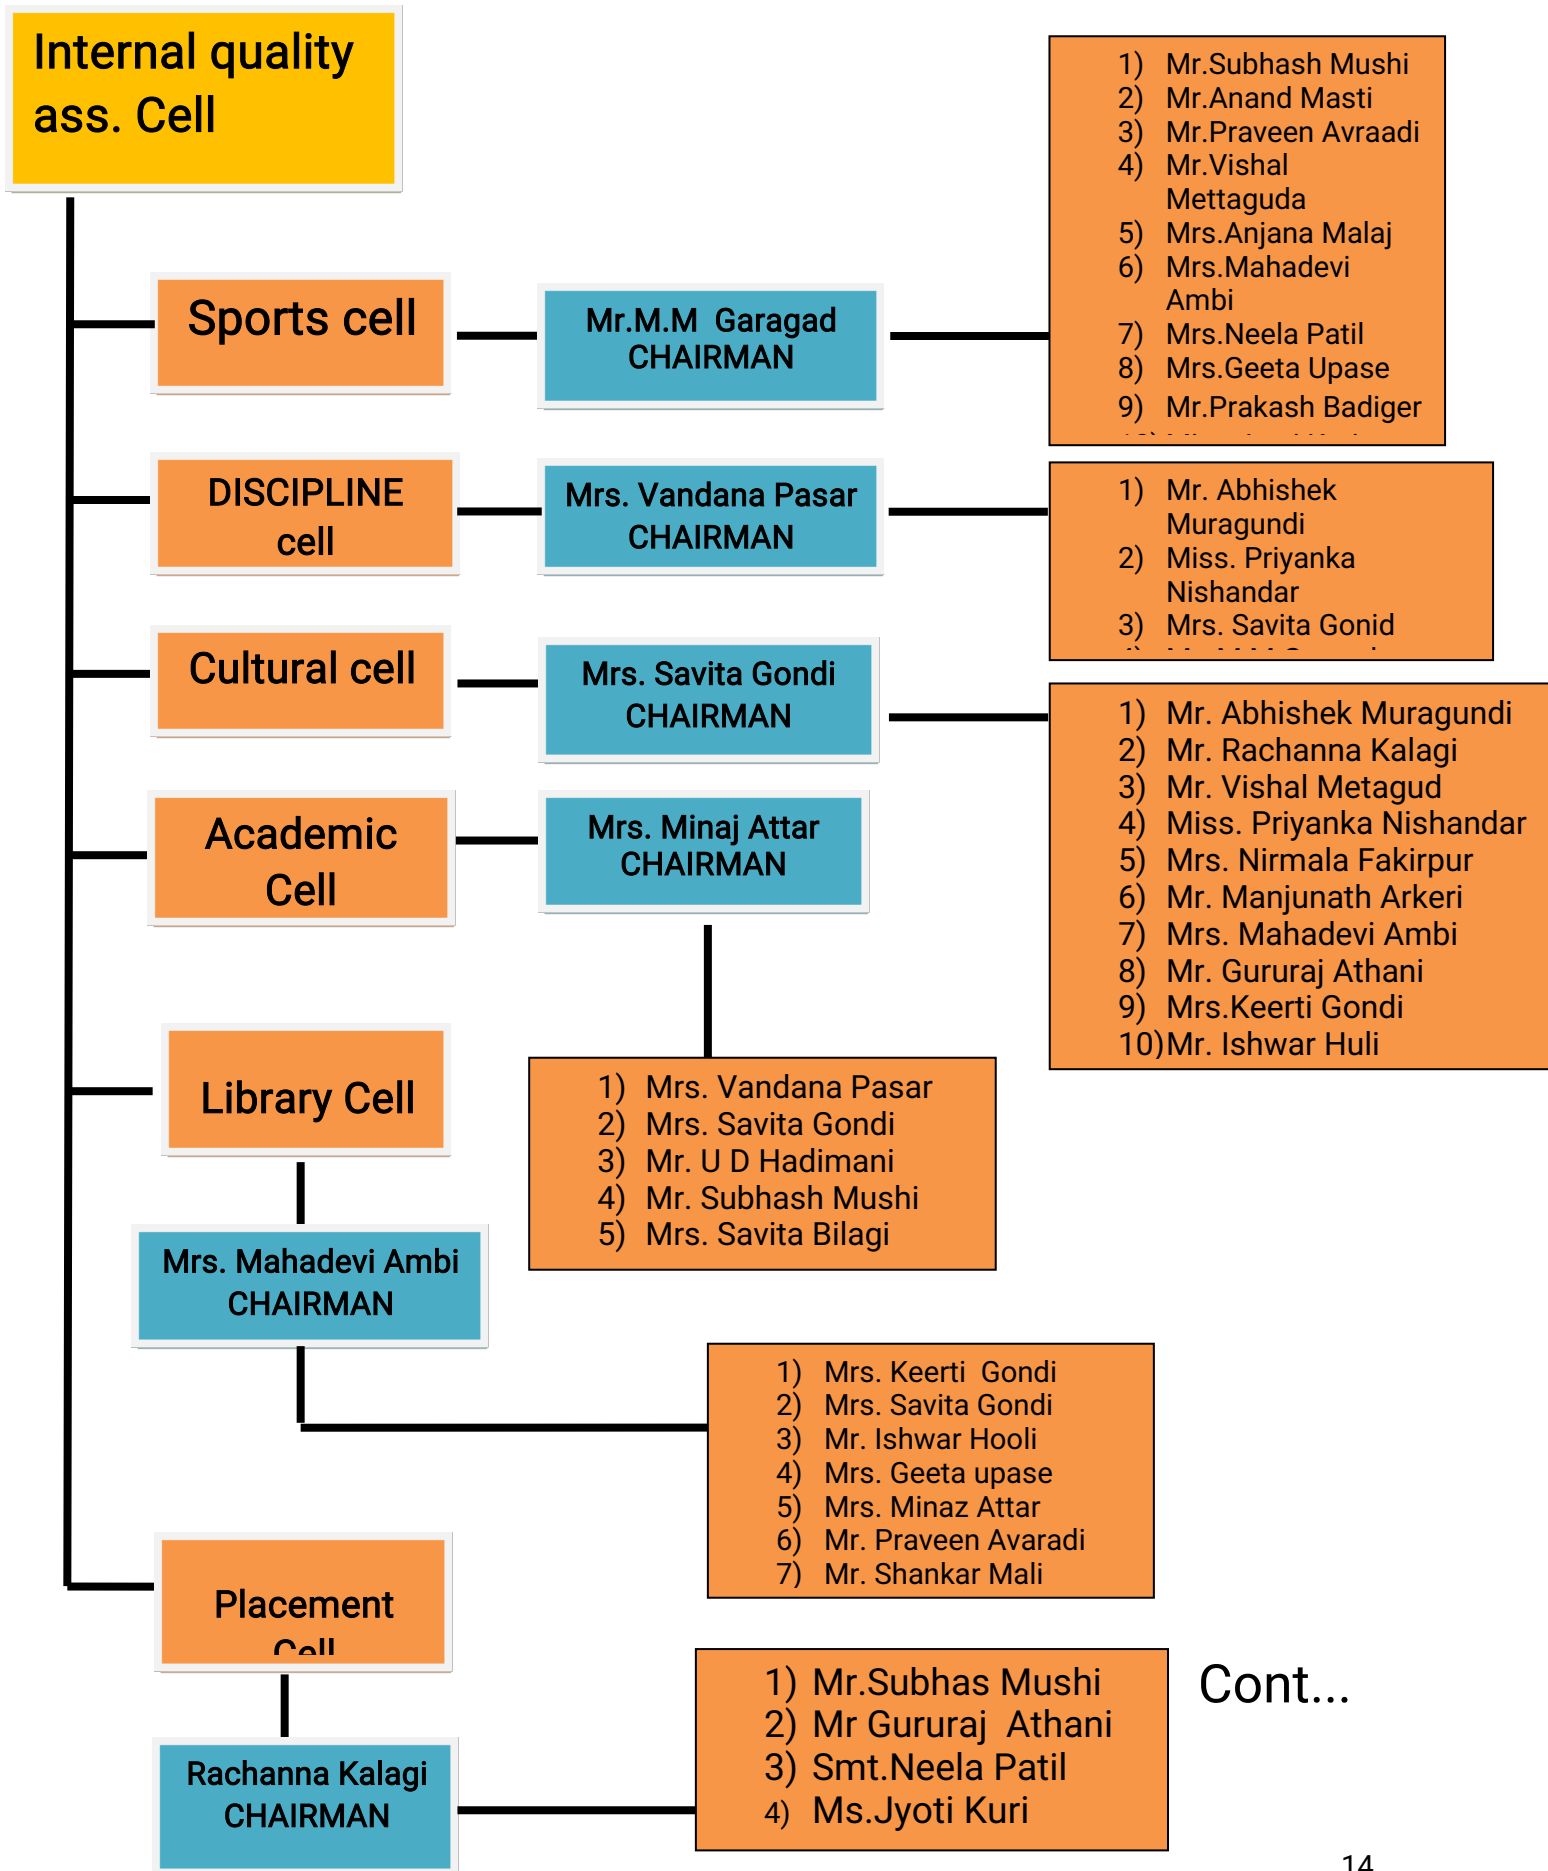 Internal quality
ass. Cell
1) Mr.Subhash Mushi
2) Mr.Anand Masti
3) Mr.Praveen Avraadi
4) Mr.Vishal
Mettaguda
5) Mrs.Anjana Malaj
6) Mrs.Mahadevi
Ambi
7) Mrs.Neela Patil
8) Mrs.Geeta Upase
9) Mr.Prakash Badiger
Sports cell
Mr.M.M Garagad
CHAIRMAN
DISCIPLINE
cell
Mrs. Vandana Pasar
CHAIRMAN
1) Mr. Abhishek
Muragundi
2) Miss. Priyanka
Nishandar
3) Mrs. Savita Gonid
Cultural cell
Mrs. Savita Gondi
CHAIRMAN
1) Mr. Abhishek Muragundi
2) Mr. Rachanna Kalagi
3) Mr. Vishal Metagud
4) Miss. Priyanka Nishandar
5) Mrs. Nirmala Fakirpur
6) Mr. Manjunath Arkeri
7) Mrs. Mahadevi Ambi
8) Mr. Gururaj Athani
9) Mrs.Keerti Gondi
10)Mr. Ishwar Huli
Academic
Cell
Mrs. Minaj Attar
CHAIRMAN
1) Mrs. Vandana Pasar
2) Mrs. Savita Gondi
3) Mr. U D Hadimani
4) Mr. Subhash Mushi
5) Mrs. Savita Bilagi
Library Cell
Mrs. Mahadevi Ambi
CHAIRMAN
1) Mrs. Keerti Gondi
2) Mrs. Savita Gondi
3) Mr. Ishwar Hooli
4) Mrs. Geeta upase
5) Mrs. Minaz Attar
6) Mr. Praveen Avaradi
7) Mr. Shankar Mali
Placement
Cell
Rachanna Kalagi
CHAIRMAN
1) Mr.Subhas Mushi
2) Mr Gururaj Athani
3) Smt.Neela Patil
4) Ms.Jyoti Kuri
Cont...
14